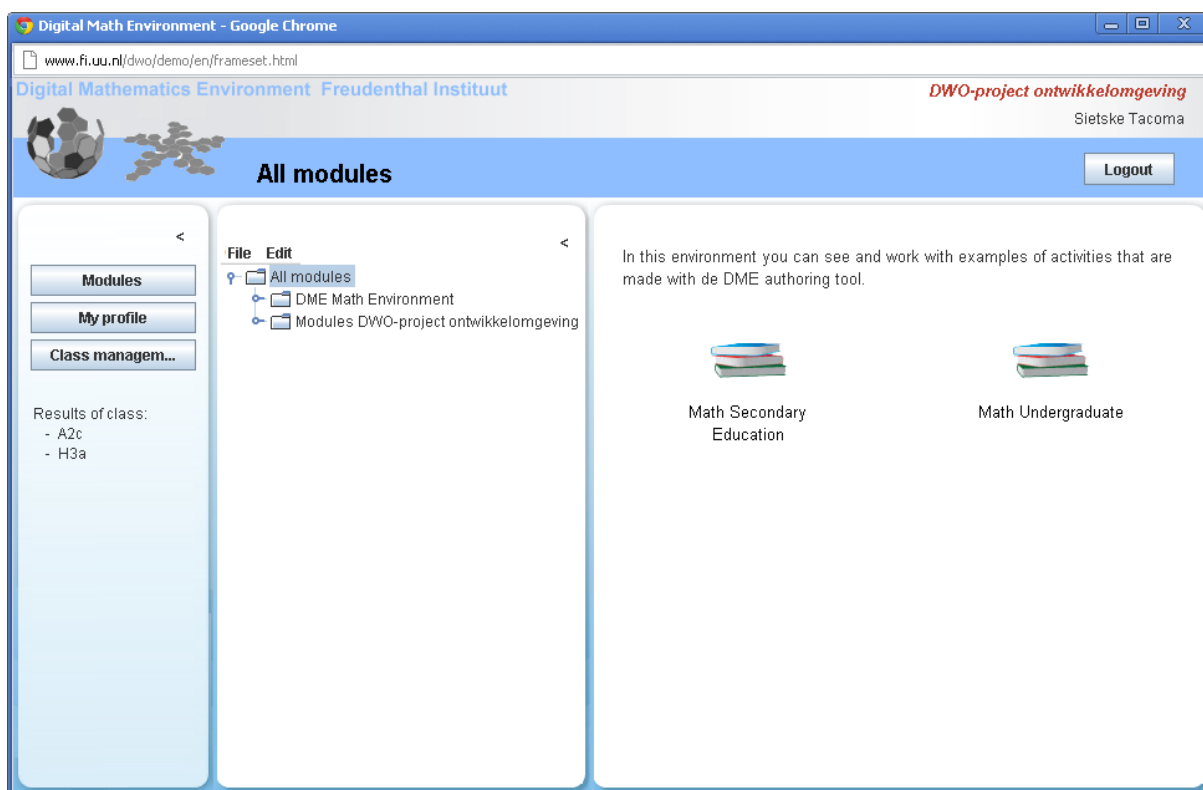 Digital Math Environment - Google Chrome
www.fi.uu.nl/dwo/demo/en/frameset.html
Digital Mathematics Environment Freudenthal Instituut
DWO-project ontwikkelomgeving
Sietske Tacoma
All modules
Logout
<
Modules
My profile
Class managem...
Results of class:
- A2c
- H3a
<
File Edit
All modules
DME Math Environment
Modules DWO-project ontwikkelomgeving
In this environment you can see and work with examples of activities that are
made with de DME authoring tool.
Math Secondary
Education
Math Undergraduate